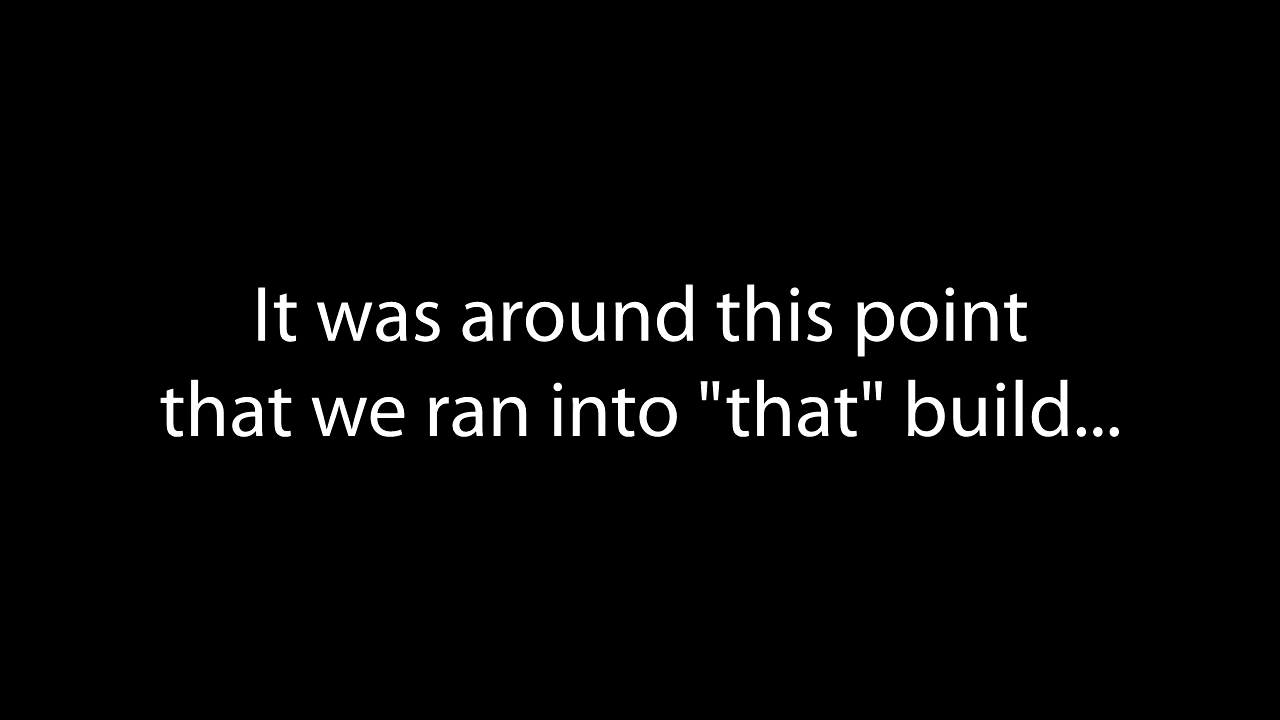 It was around this point
that we ran into "that" build...